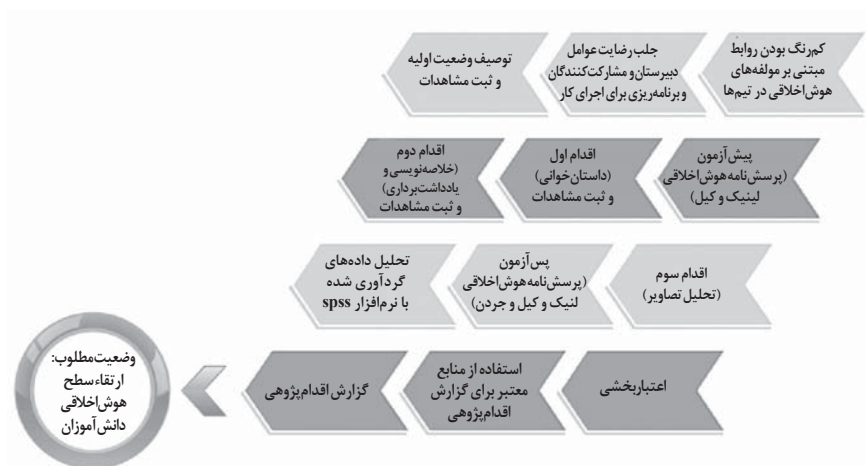 کم‌رنگ بودن روابط
مبتنی بر مولفه‌های
هوش‌اخلاقی در تیم‌ها
جلب رضایت عوامل
دبیرستان و مشارکت‌کنندگان
و برنامه‌ریزی برای اجرای کار
توصیف وضعیت اولیه
و ثبت مشاهدات
پیش‌آزمون
(پرسش‌نامه هوش‌اخلاقی
لینیک و کیل)
اقدام اول
(داستان‌خوانی)
و ثبت مشاهدات
اقدام دوم
(خلاصه‌نویسی و
یادداشت‌برداری)
و ثبت مشاهدات
اقدام سوم
(تحلیل تصاویر)
پس‌آزمون
(پرسش‌نامه هوش‌اخلاقی
لنیک و کیل و جردن)
تحلیل داده‌های
گردآوری شده
با نرم‌افزار spss
اعتباربخشی
استفاده از منابع
معتبر برای گزارش
اقدام‌پژوهی
گزارش اقدام‌پژوهی
وضعیت مطلوب:
ارتقاء سطح
هوش‌اخلاقی
دانش‌آموزان